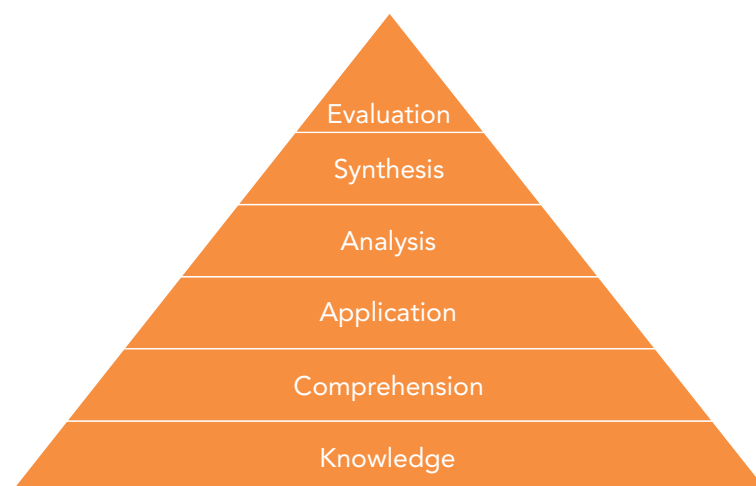 Evaluation
Synthesis
Analysis
Application
Comprehension
Knowledge